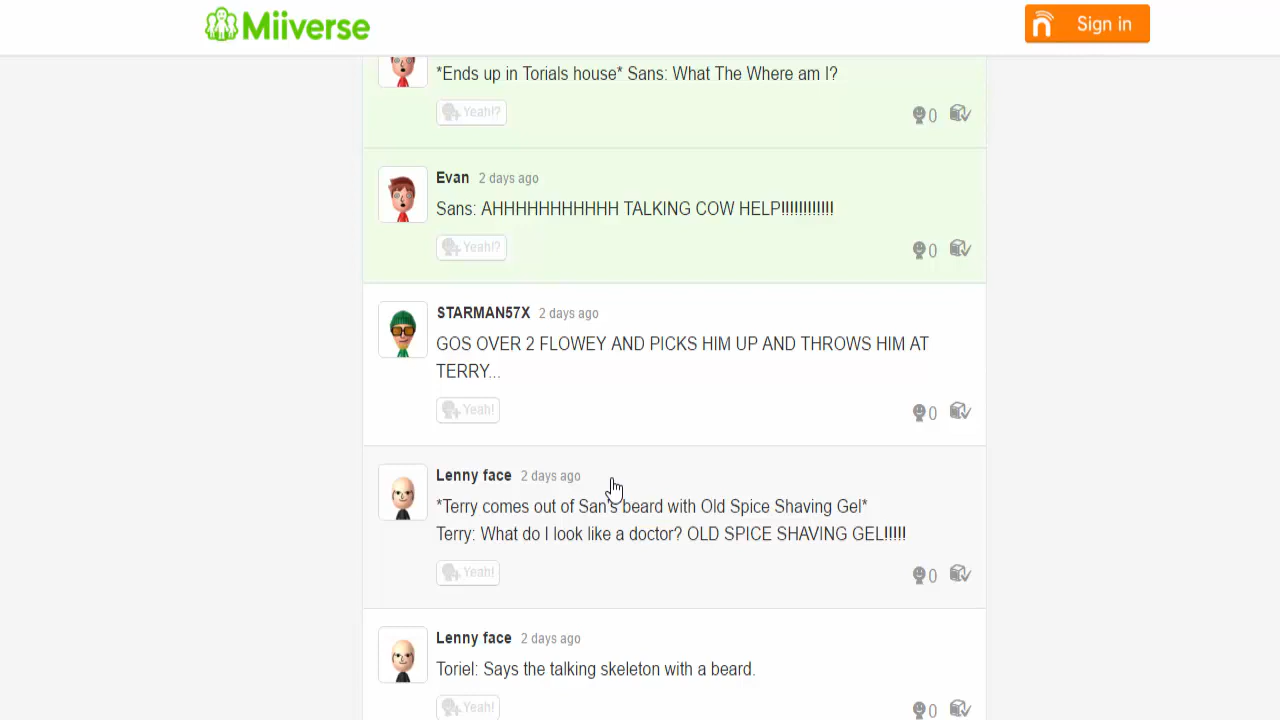 Miiverse
Sign in
*Ends up in Torials house* Sans: What The Where am I?
Yeah!?
0
Evan 2 days ago
Sans: AHHHHHHHHHHH TALKING COW HELP!!!!!!!!!!!!
Yeah!?
0
STARMAN57X 2 days ago
GOS OVER 2 FLOWEY AND PICKS HIM UP AND THROWS HIM AT
TERRY...
Yeah!
0
Lenny face 2 days ago
*Terry comes out of San's beard with Old Spice Shaving Gel*
Terry: What do I look like a doctor? OLD SPICE SHAVING GEL!!!!!
Yeah!
0
Lenny face 2 days ago
Toriel: Says the talking skeleton with a beard.
Yeah!
0